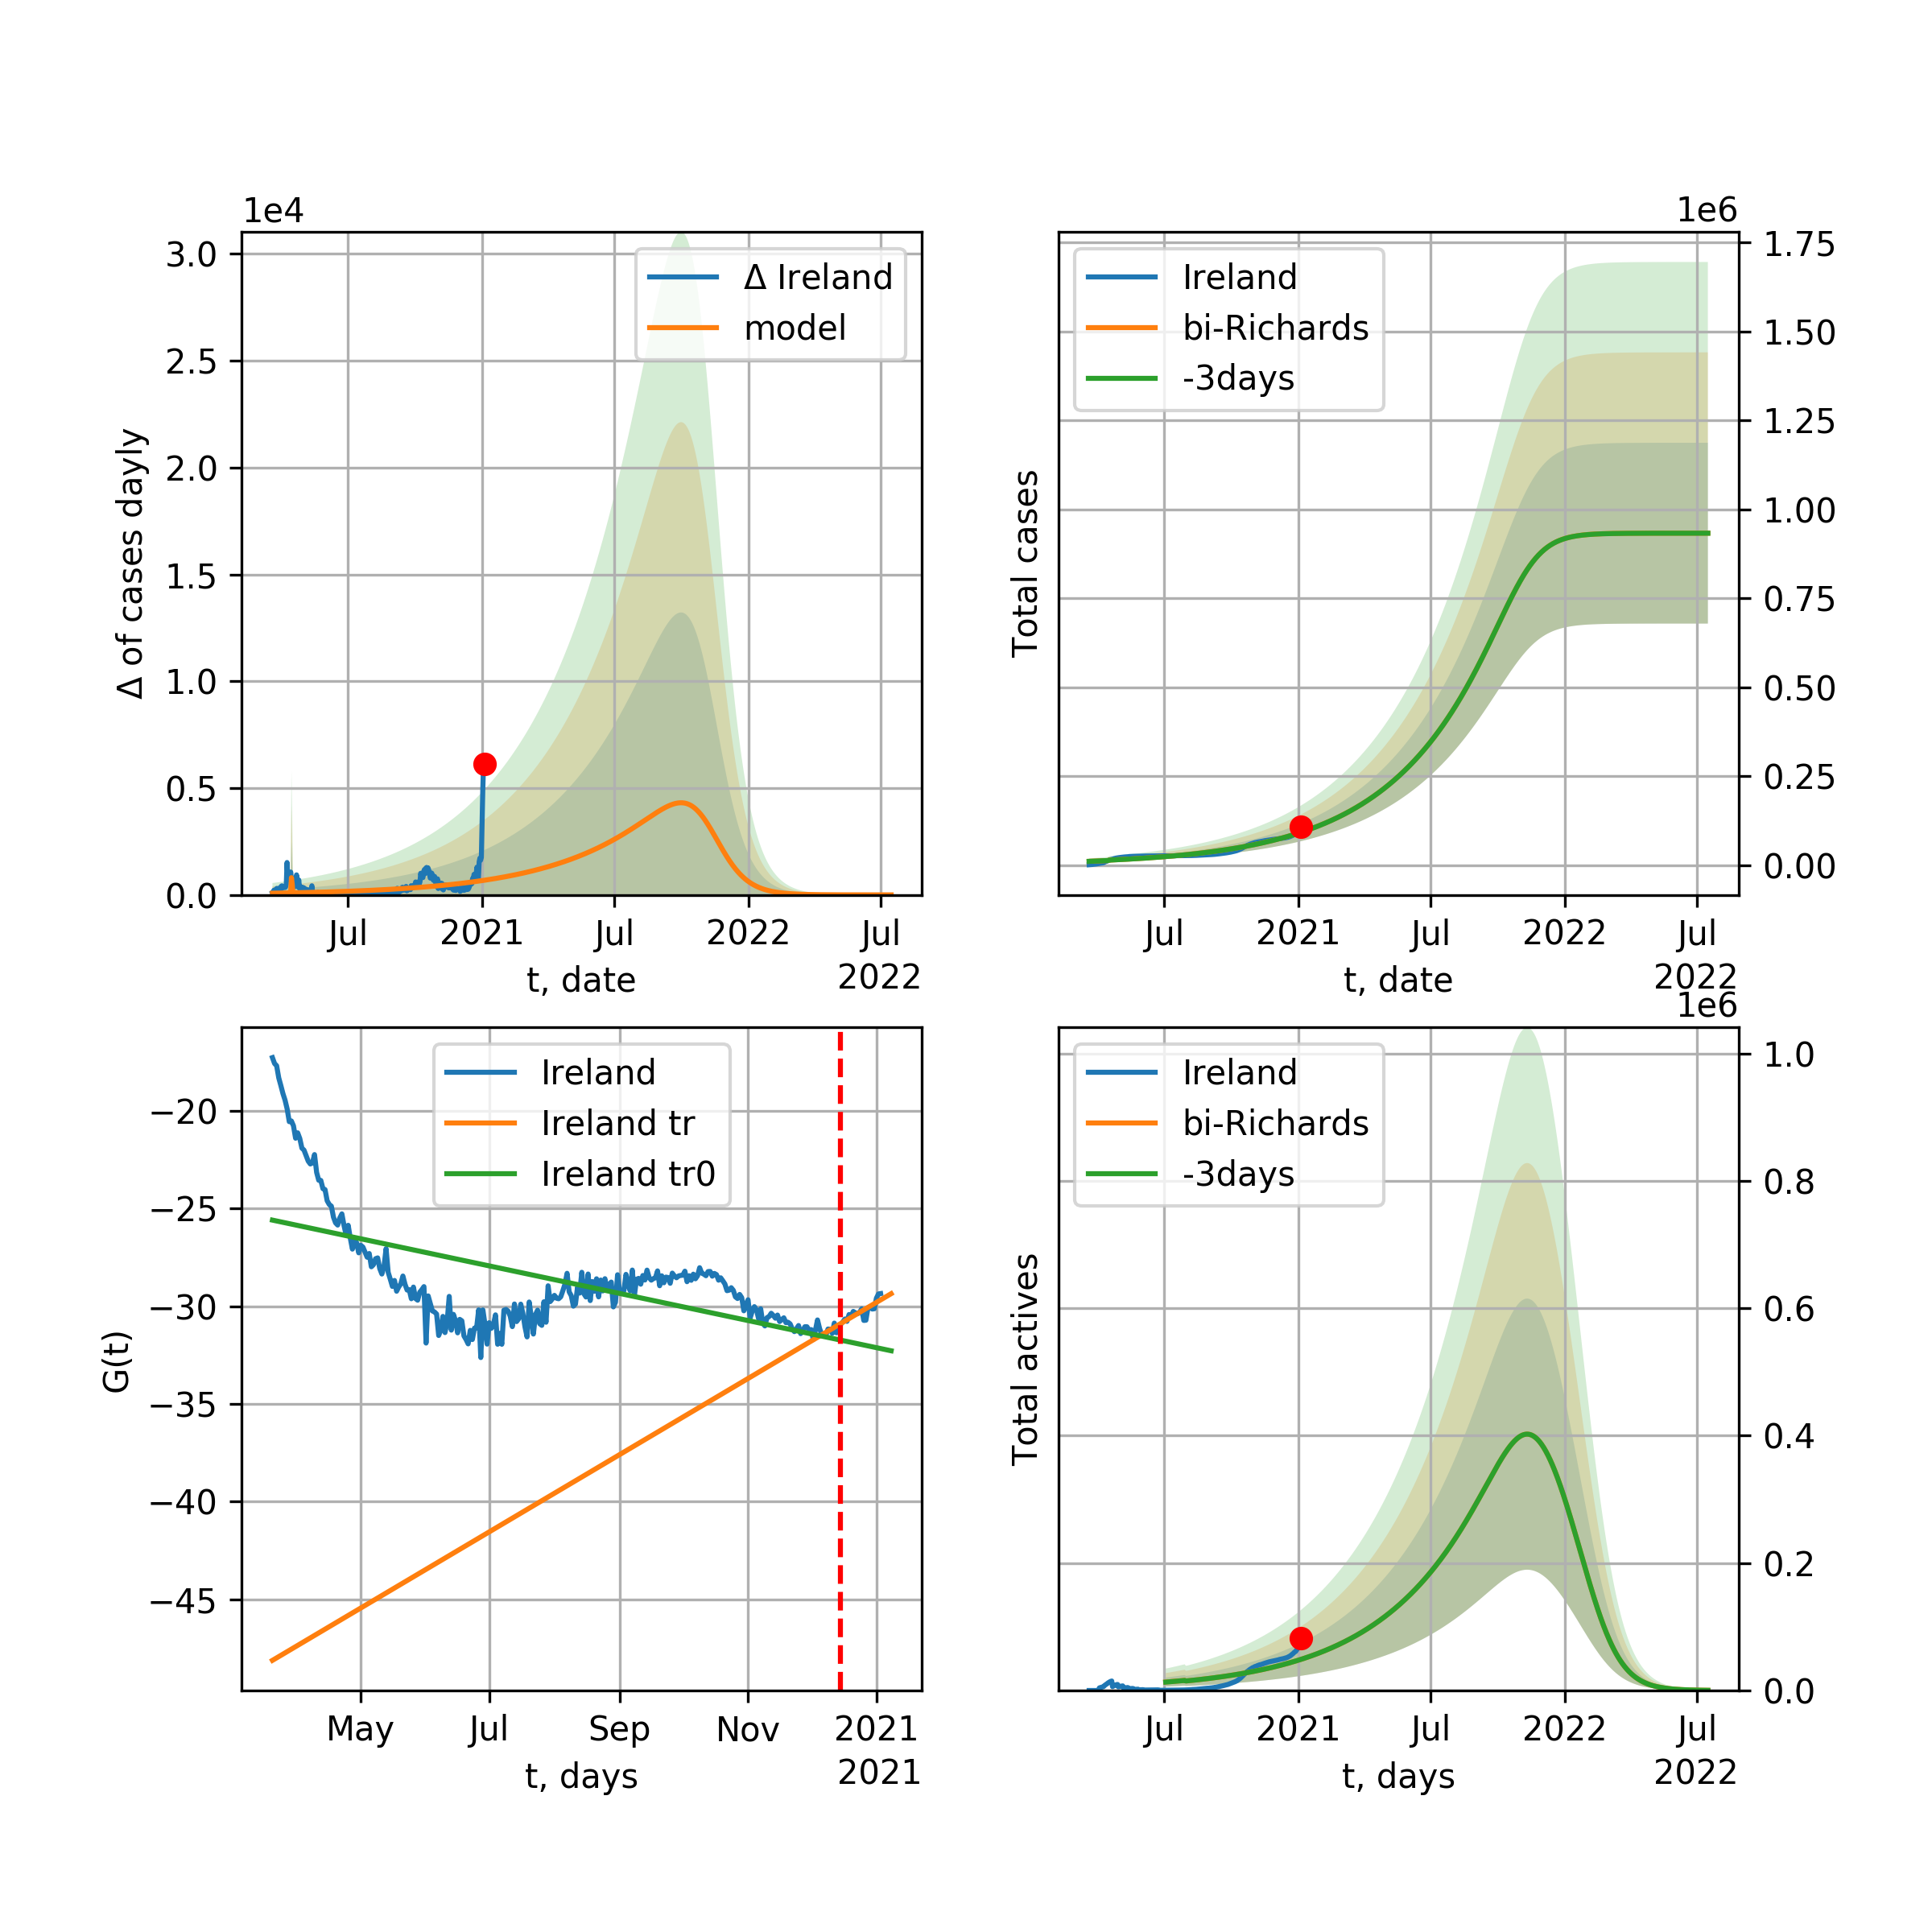 1e4
3.0
2.5
2.0
1.5
1.0
0.5
0.0
Δ of cases dayly
Δ Ireland
model
Jul
2021
Jul
2022
Jul
2022
t, date
1e6
Total cases
Ireland
bi-Richards
-3days
1.75
1.50
1.25
1.00
0.75
0.50
0.25
0.00
Jul
2021
Jul
2022
Jul
2022
t, date
G(t)
−20
−25
−30
−35
−40
−45
Ireland
Ireland tr
Ireland tr0
May
Jul
Sep
Nov
2021
2021
t, days
1e6
Total actives
Ireland
bi-Richards
-3days
1.0
0.8
0.6
0.4
0.2
0.0
Jul
2021
Jul
2022
Jul
2022
t, days